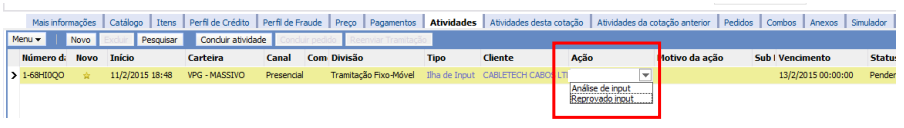 Mais informações Catálogo Itens Perfil de Crédito Perfil de Fraude Preço Pagamentos Atividades Atividades desta cotação Atividades da cotação anterior Pedidos Combos Anexos Simulador
Menu Novo Excluir Pesquisar Concluir atividade Concluir pedido Reenviar Tramitação
Número d Novo Início Carteira Canal Com Divisão Tipo Cliente Ação Motivo da ação Sub Vencimento Status
1-68HI0QO 11/2/2015 18:48 VPG - MASSIVO Presencial Tramitação Fixo-Móvel Ilha de Input CABLETECH CABOS LT 13/2/2015 00:00:00 Penden
Análise de input
Reprovado input